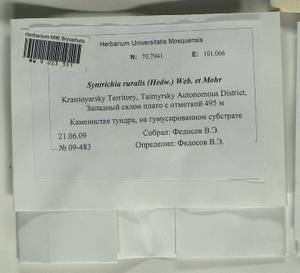 Herbarium MW, Bryophyta
Herbarium Universitatis Mosquensis
N: 70,7941 E: 101,066
Syntrichia ruralis (Hedw.) Web. et Mohr
Krasnoyarsky Territory, Taimyrsky Autonomous District,
Западный склон плато с отметкой 495 м
Каменистая тундра, на гумусированном субстрате
21.06.09 Собрал: Федосов В.Э.
№ 09-483 Определил: Федосов В.Э.